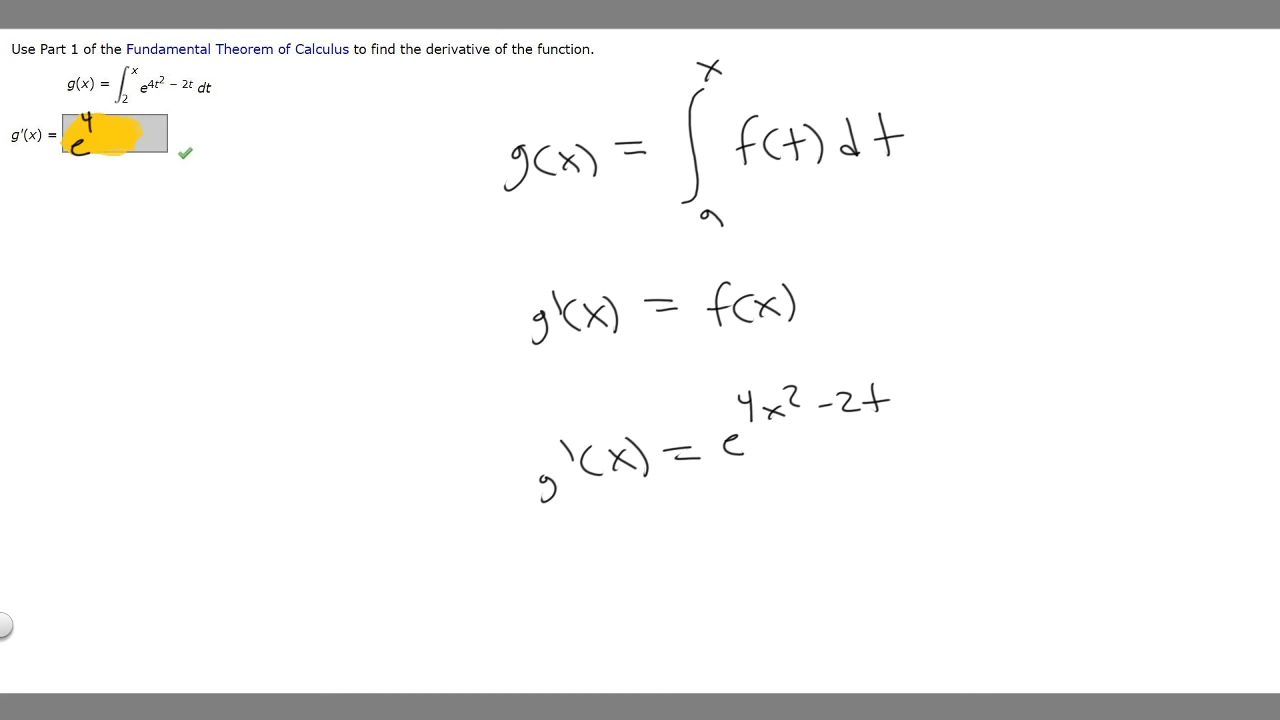 Use Part 1 of the Fundamental Theorem of Calculus to find the derivative of the function.
g(x) = ∫₂ˣ e^(4t² − 2t) dt
g'(x) = e⁴
g(x) = ∫ₐˣ f(t) dt
g'(x) = f(x)
g'(x) = e^(4x² − 2t)